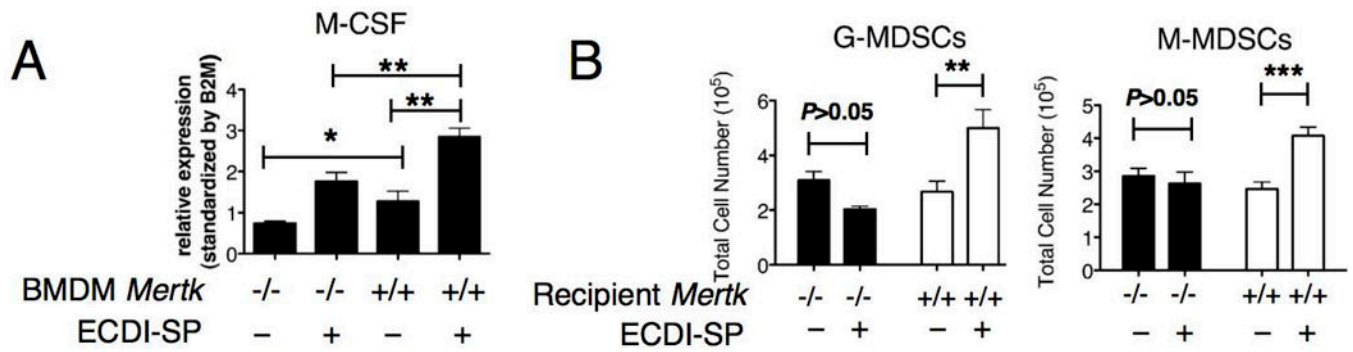 A
M-CSF
relative expression
(standardized by B2M)
4
3
2
1
0
**
**
*
BMDM Mertk -/- -/- +/+ +/+
ECDI-SP – + – +
B
G-MDSCs
Total Cell Number (10⁵)
6
4
2
0
P>0.05
**
M-MDSCs
Total Cell Number (10⁵)
5
4
3
2
1
0
P>0.05
***
Recipient Mertk -/- -/- +/+ +/+ -/- -/- +/+ +/+
ECDI-SP – + – + – + – +